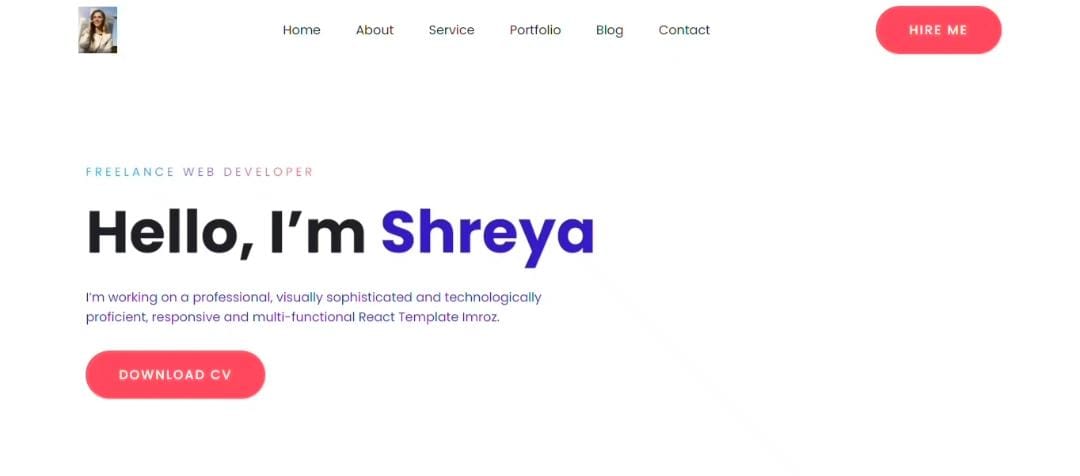 Home About Service Portfolio Blog Contact HIRE ME
FREELANCE WEB DEVELOPER
Hello, I’m Shreya
I’m working on a professional, visually sophisticated and technologically
proficient, responsive and multi-functional React Template Imroz.
DOWNLOAD CV